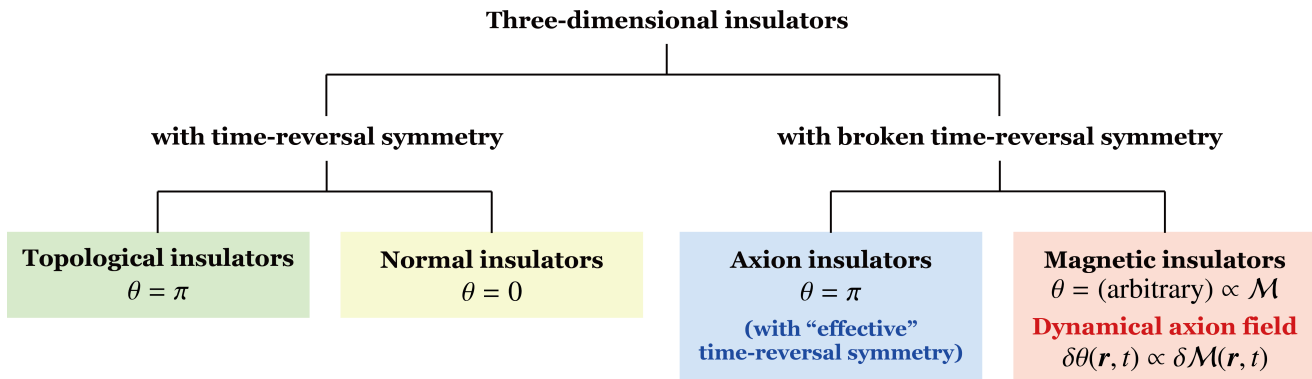 Three-dimensional insulators
with time-reversal symmetry
with broken time-reversal symmetry
Topological insulators
θ = π
Normal insulators
θ = 0
Axion insulators
θ = π
(with “effective”
time-reversal symmetry)
Magnetic insulators
θ = (arbitrary) ∝ ℳ
Dynamical axion field
δθ(r, t) ∝ δℳ(r, t)